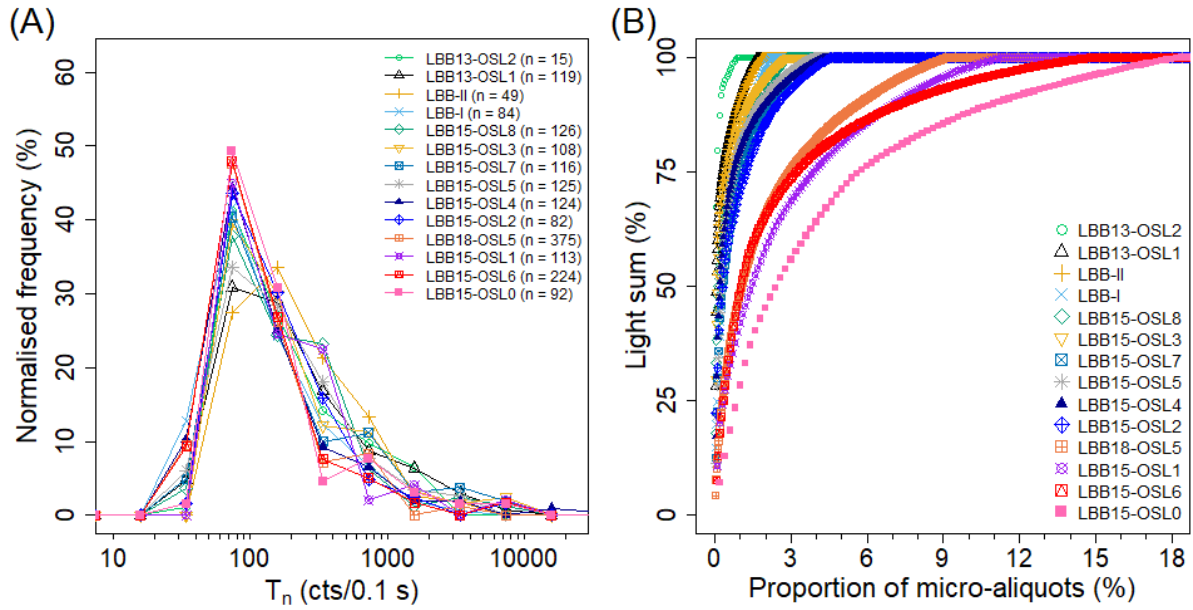 (A)
Normalised frequency (%)
60
50
40
30
20
10
0
LBB13-OSL2 (n = 15)
LBB13-OSL1 (n = 119)
LBB-II (n = 49)
LBB-I (n = 84)
LBB15-OSL8 (n = 126)
LBB15-OSL3 (n = 108)
LBB15-OSL7 (n = 116)
LBB15-OSL5 (n = 125)
LBB15-OSL4 (n = 124)
LBB15-OSL2 (n = 82)
LBB18-OSL5 (n = 375)
LBB15-OSL1 (n = 113)
LBB15-OSL6 (n = 224)
LBB15-OSL0 (n = 92)
10 100 1000 10000
Tn (cts/0.1 s)
(B)
Light sum (%)
100
75
50
25
0
LBB13-OSL2
LBB13-OSL1
LBB-II
LBB-I
LBB15-OSL8
LBB15-OSL3
LBB15-OSL7
LBB15-OSL5
LBB15-OSL4
LBB15-OSL2
LBB18-OSL5
LBB15-OSL1
LBB15-OSL6
LBB15-OSL0
0 3 6 9 12 15 18
Proportion of micro-aliquots (%)